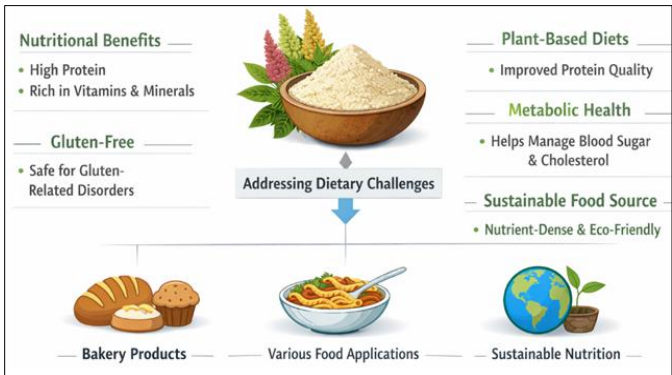 Nutritional Benefits
• High Protein
• Rich in Vitamins & Minerals
Gluten-Free
• Safe for Gluten-
Related Disorders
Plant-Based Diets
• Improved Protein Quality
Metabolic Health
• Helps Manage Blood Sugar
& Cholesterol
Sustainable Food Source
• Nutrient-Dense & Eco-Friendly
Addressing Dietary Challenges
Bakery Products
Various Food Applications
Sustainable Nutrition